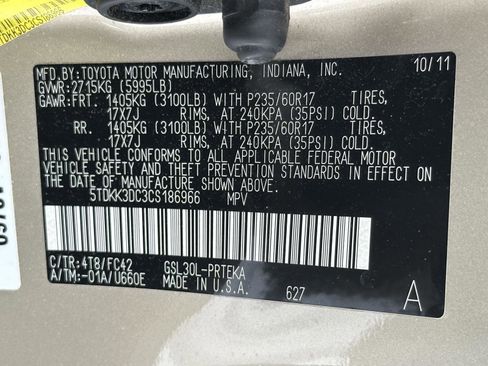 5TDKK3DC3CS186966
MFD.BY:TOYOTA MOTOR MANUFACTURING, INDIANA, INC. 10/11
GVWR:2715KG (5995LB)
GAWR:FRT. 1405KG (3100LB) WITH P235/60R17 TIRES,
17X7J RIMS, AT 240KPA (35PSI) COLD.
RR. 1405KG (3100LB) WITH P235/60R17 TIRES,
17X7J RIMS, AT 240KPA (35PSI) COLD.
THIS VEHICLE CONFORMS TO ALL APPLICABLE FEDERAL MOTOR
VEHICLE SAFETY AND THEFT PREVENTION STANDARDS IN EFFECT
ON THE DATE OF MANUFACTURE SHOWN ABOVE.
5TDKK3DC3CS186966 MPV
C/TR:4T8/FC42 GSL30L-PRTEKA
A/TM:-01A/U660E MADE IN U.S.A. 627 A